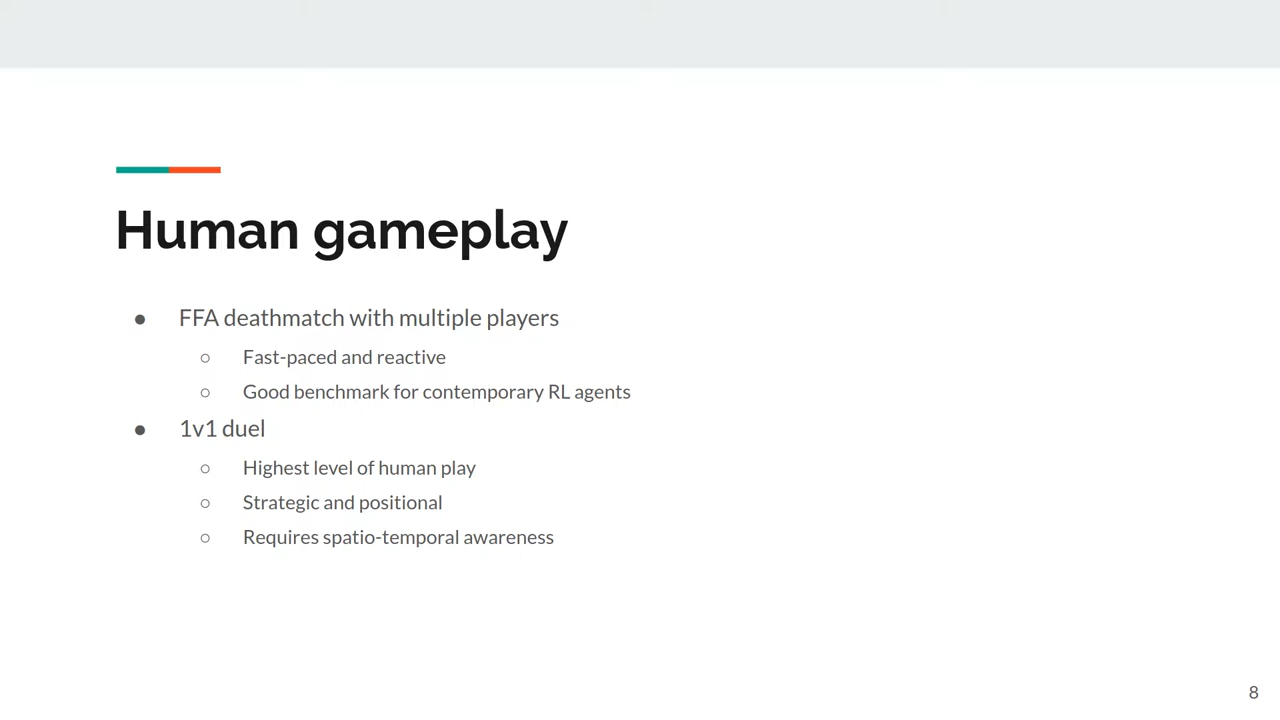 Human gameplay
● FFA deathmatch with multiple players
○ Fast-paced and reactive
○ Good benchmark for contemporary RL agents
● 1v1 duel
○ Highest level of human play
○ Strategic and positional
○ Requires spatio-temporal awareness
8